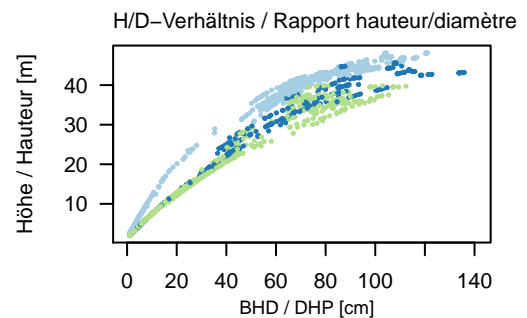 H/D−Verhältnis / Rapport hauteur/diamètre
Höhe / Hauteur [m]
40
30
20
10
0 20 40 60 80 100 140
BHD / DHP [cm]